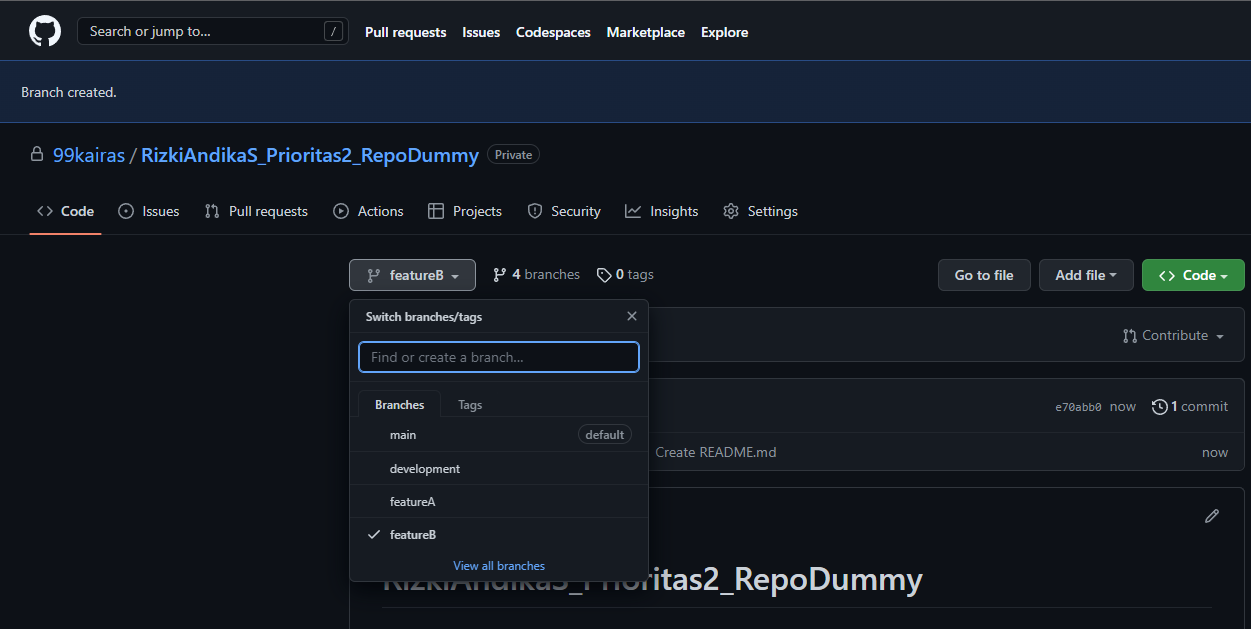 Search or jump to... /
Pull requests Issues Codespaces Marketplace Explore
Branch created.
99kairas / RizkiAndikaS_Prioritas2_RepoDummy Private
Code Issues Pull requests Actions Projects Security Insights Settings
featureB 4 branches 0 tags Go to file Add file Code
Switch branches/tags
Find or create a branch...
Contribute
Branches Tags
e70abb0 now 1 commit
main default
Create README.md now
development
featureA
featureB
View all branches
RizkiAndikaS_Prioritas2_RepoDummy